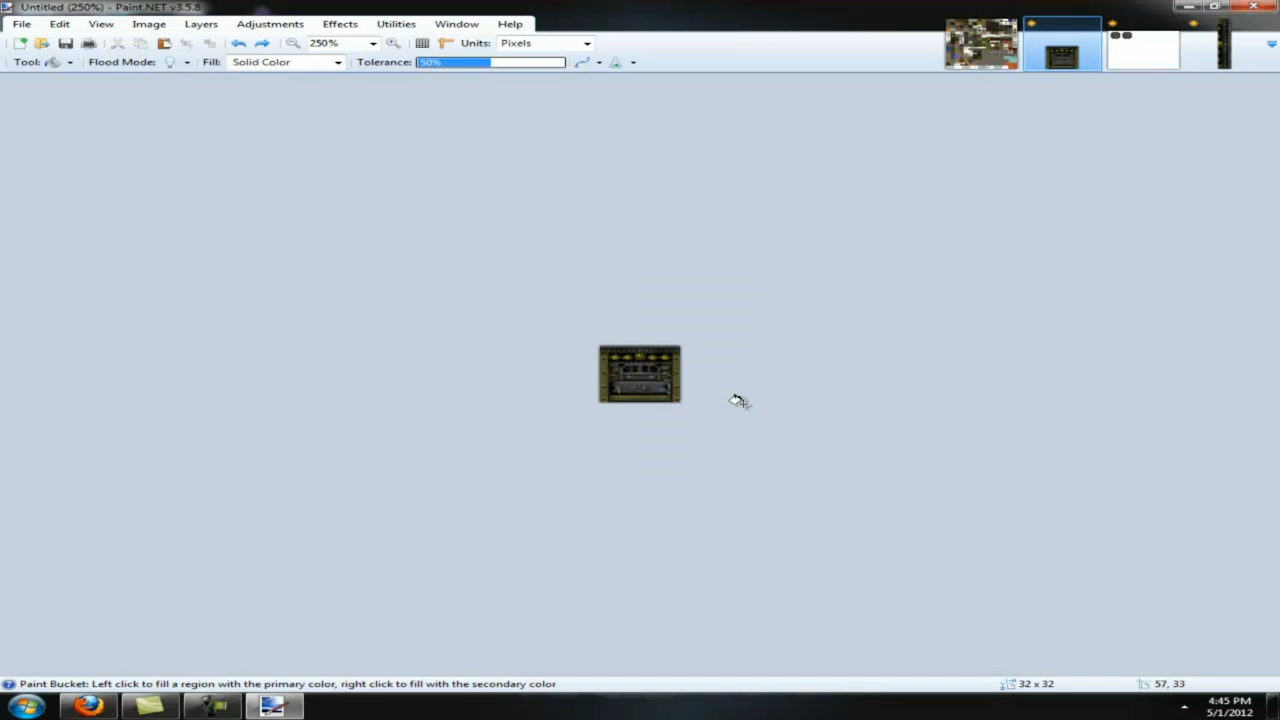 Untitled (250%) - Paint.NET v3.5.8
File Edit View Image Layers Adjustments Effects Utilities Window Help
250% Units: Pixels
Tool: Flood Mode: Fill: Solid Color Tolerance: 50%
Paint Bucket: Left click to fill a region with the primary color, right click to fill with the secondary color 32 x 32 57, 33
4:45 PM
5/1/2012